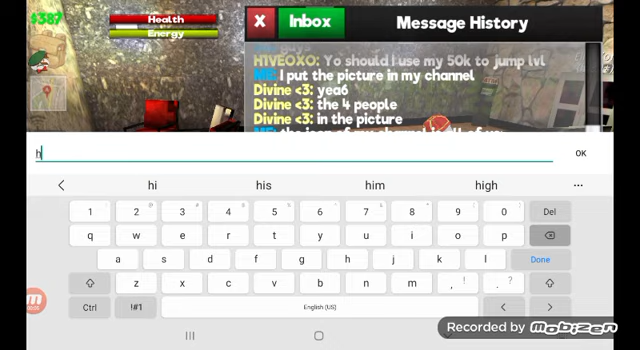 $387
Health
Energy
X Inbox Message History
H1VEOXO: Yo should I use my 50k to jump lvl
ME: I put the picture in my channel
Divine <3: yea6
Divine <3: the 4 people
Divine <3: in the picture
h
OK
hi his him high ...
1 2 3 4 5 6 7 8 9 0 Del
q w e r t y u i o p
a s d f g h j k l Done
z x c v b n m , ! . ?
Ctrl !#1 English (US) < >
Recorded by Mobizen